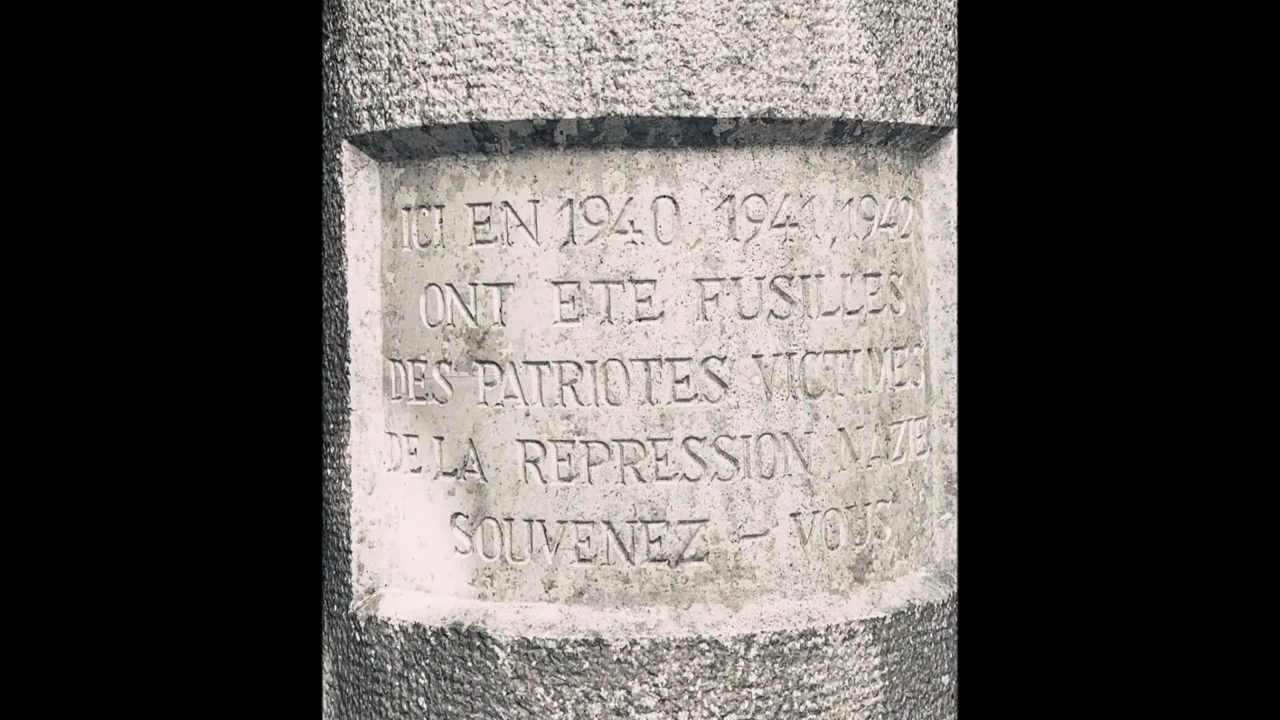 ICI EN 1940, 1941, 1942
ONT ETE FUSILLES
DES PATRIOTES VICTIMES
DE LA REPRESSION NAZIE
SOUVENEZ - VOUS